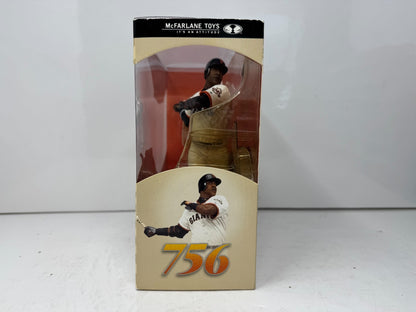 McFARLANE TOYS
IT'S AN ATTITUDE
GIANTS
756